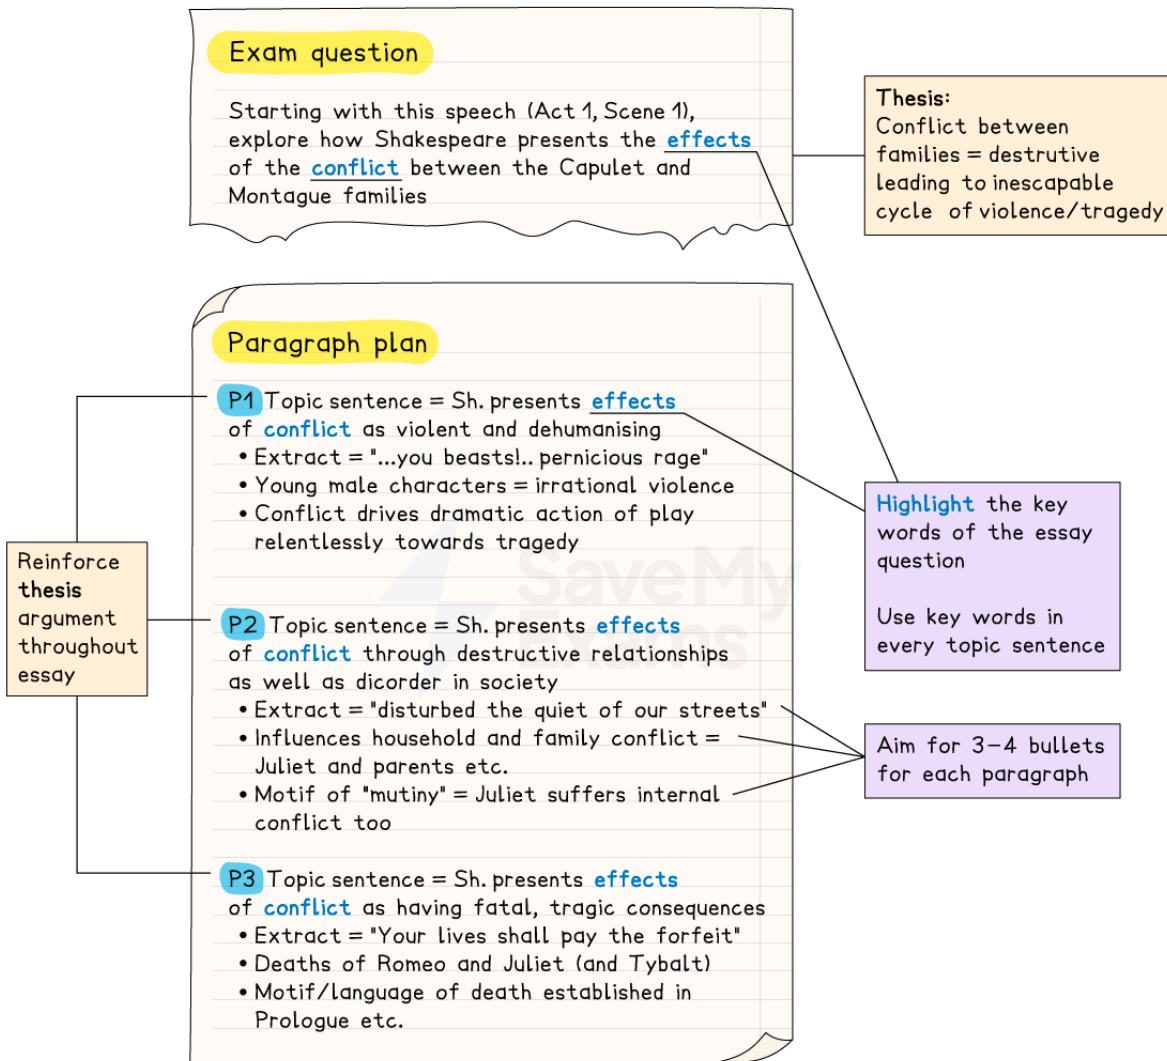 Exam question
Starting with this speech (Act 1, Scene 1),
explore how Shakespeare presents the effects
of the conflict between the Capulet and
Montague families
Thesis:
Conflict between
families = destrutive
leading to inescapable
cycle of violence/tragedy
Paragraph plan
P1 Topic sentence = Sh. presents effects
of conflict as violent and dehumanising
• Extract = "...you beasts!.. pernicious rage"
• Young male characters = irrational violence
• Conflict drives dramatic action of play
relentlessly towards tragedy
P2 Topic sentence = Sh. presents effects
of conflict through destructive relationships
as well as dicorder in society
• Extract = "disturbed the quiet of our streets"
• Influences household and family conflict =
Juliet and parents etc.
• Motif of "mutiny" = Juliet suffers internal
conflict too
P3 Topic sentence = Sh. presents effects
of conflict as having fatal, tragic consequences
• Extract = "Your lives shall pay the forfeit"
• Deaths of Romeo and Juliet (and Tybalt)
• Motif/language of death established in
Prologue etc.
Reinforce
thesis
argument
throughout
essay
Highlight the key
words of the essay
question
Use key words in
every topic sentence
Aim for 3-4 bullets
for each paragraph
SaveMy
Exams